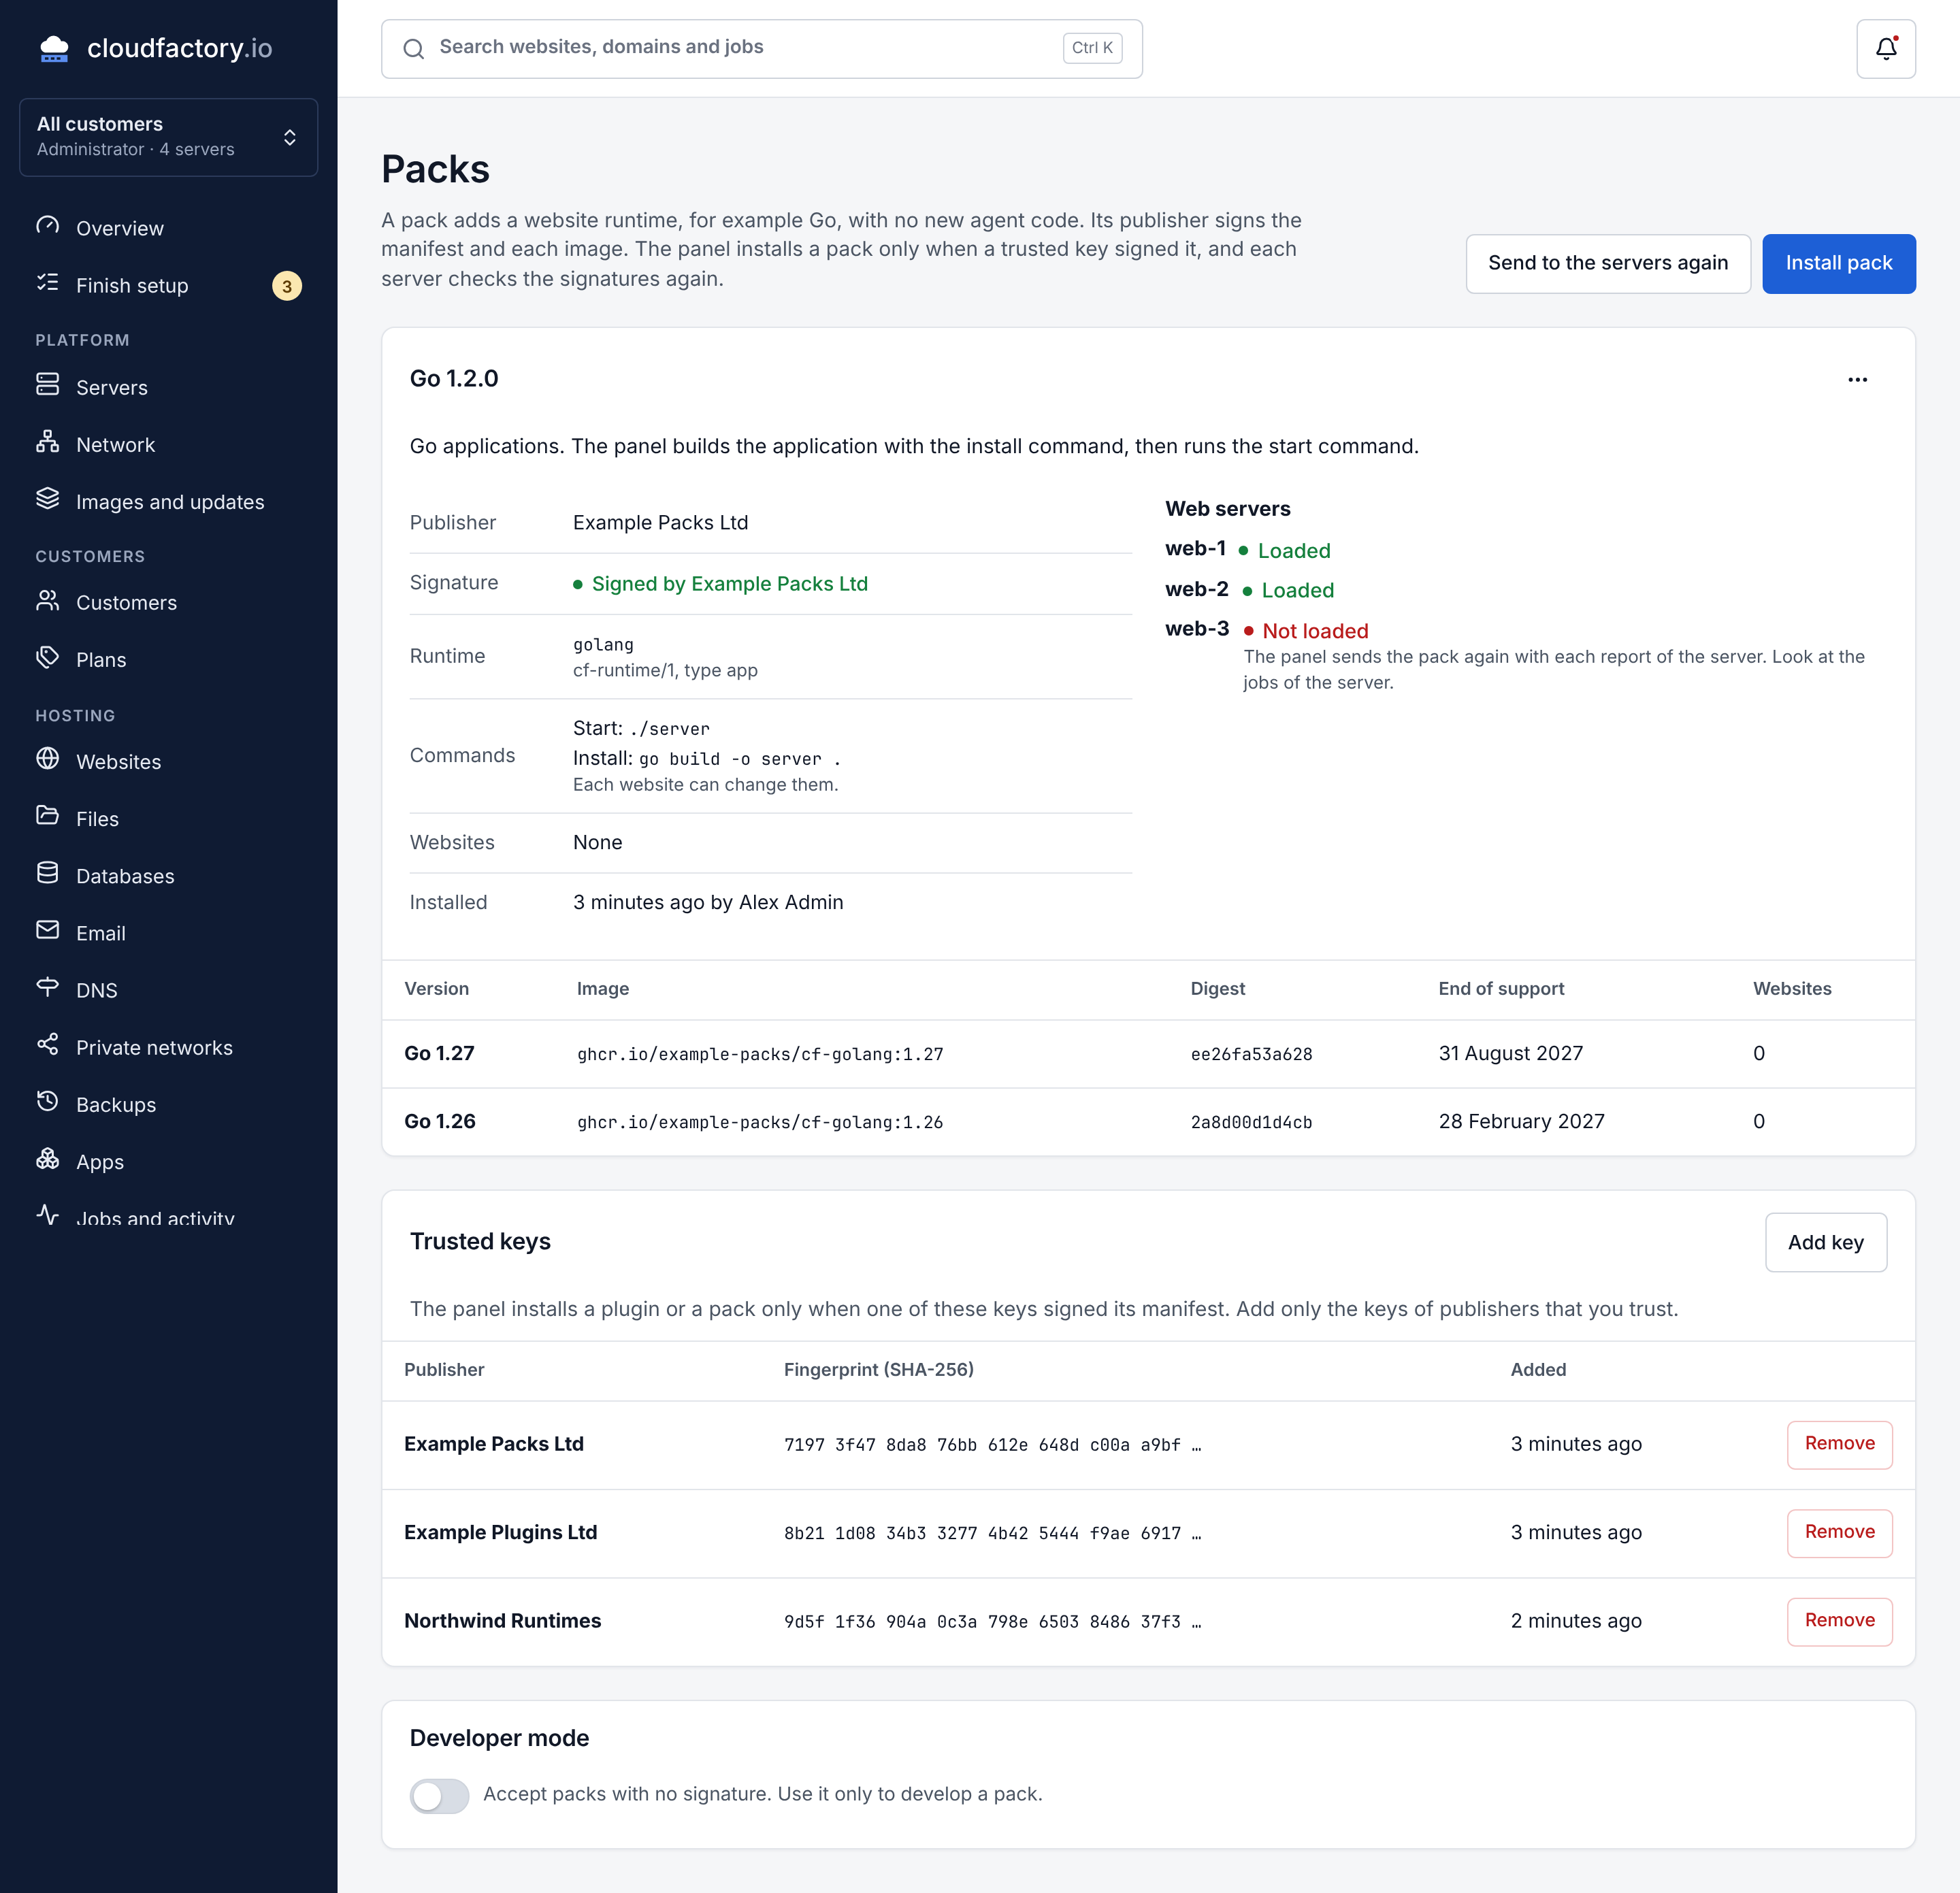 cloudfactory.io
All customers
Administrator · 4 servers
Overview
Finish setup 3
PLATFORM
Servers
Network
Images and updates
CUSTOMERS
Customers
Plans
HOSTING
Websites
Files
Databases
Email
DNS
Private networks
Backups
Apps
Jobs and activity
Search websites, domains and jobs Ctrl K
Packs
A pack adds a website runtime, for example Go, with no new agent code. Its publisher signs the
manifest and each image. The panel installs a pack only when a trusted key signed it, and each
server checks the signatures again.
Send to the servers again Install pack
Go 1.2.0
Go applications. The panel builds the application with the install command, then runs the start command.
Publisher Example Packs Ltd
Signature Signed by Example Packs Ltd
Runtime golang
cf-runtime/1, type app
Commands Start: ./server
Install: go build -o server .
Each website can change them.
Websites None
Installed 3 minutes ago by Alex Admin
Web servers
web-1 Loaded
web-2 Loaded
web-3 Not loaded
The panel sends the pack again with each report of the server. Look at the
jobs of the server.
Version Image Digest End of support Websites
Go 1.27 ghcr.io/example-packs/cf-golang:1.27 ee26fa53a628 31 August 2027 0
Go 1.26 ghcr.io/example-packs/cf-golang:1.26 2a8d00d1d4cb 28 February 2027 0
Trusted keys Add key
The panel installs a plugin or a pack only when one of these keys signed its manifest. Add only the keys of publishers that you trust.
Publisher Fingerprint (SHA-256) Added
Example Packs Ltd 7197 3f47 8da8 76bb 612e 648d c00a a9bf … 3 minutes ago Remove
Example Plugins Ltd 8b21 1d08 34b3 3277 4b42 5444 f9ae 6917 … 3 minutes ago Remove
Northwind Runtimes 9d5f 1f36 904a 0c3a 798e 6503 8486 37f3 … 2 minutes ago Remove
Developer mode
Accept packs with no signature. Use it only to develop a pack.